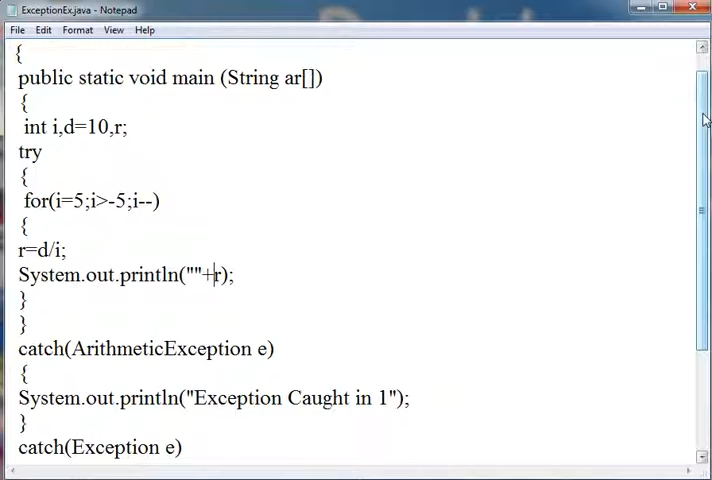 ExceptionEx.java - Notepad
File Edit Format View Help
{
public static void main (String ar[])
{
int i,d=10,r;
try
{
for(i=5;i>-5;i--)
{
r=d/i;
System.out.println(""+r);
}
}
catch(ArithmeticException e)
{
System.out.println("Exception Caught in 1");
}
catch(Exception e)